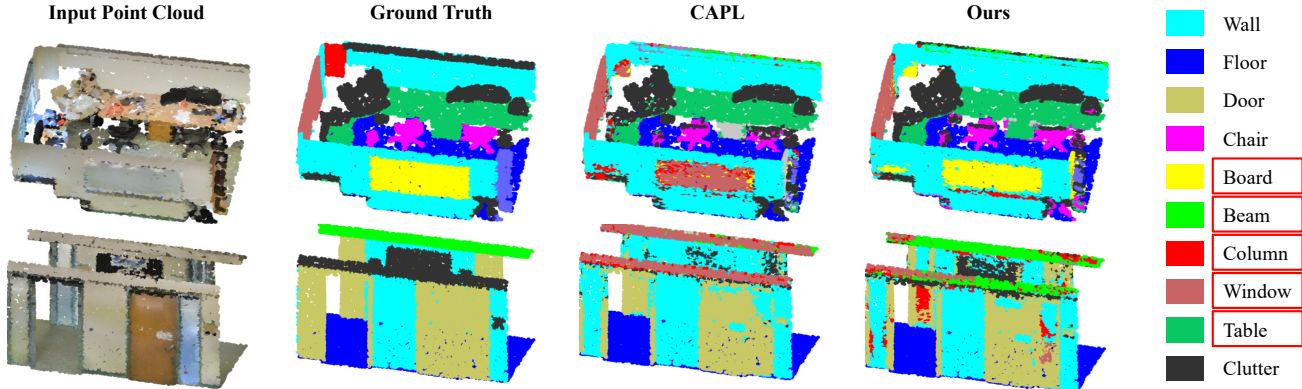 Input Point Cloud
Ground Truth
CAPL
Ours
Wall
Floor
Door
Chair
Board
Beam
Column
Window
Table
Clutter